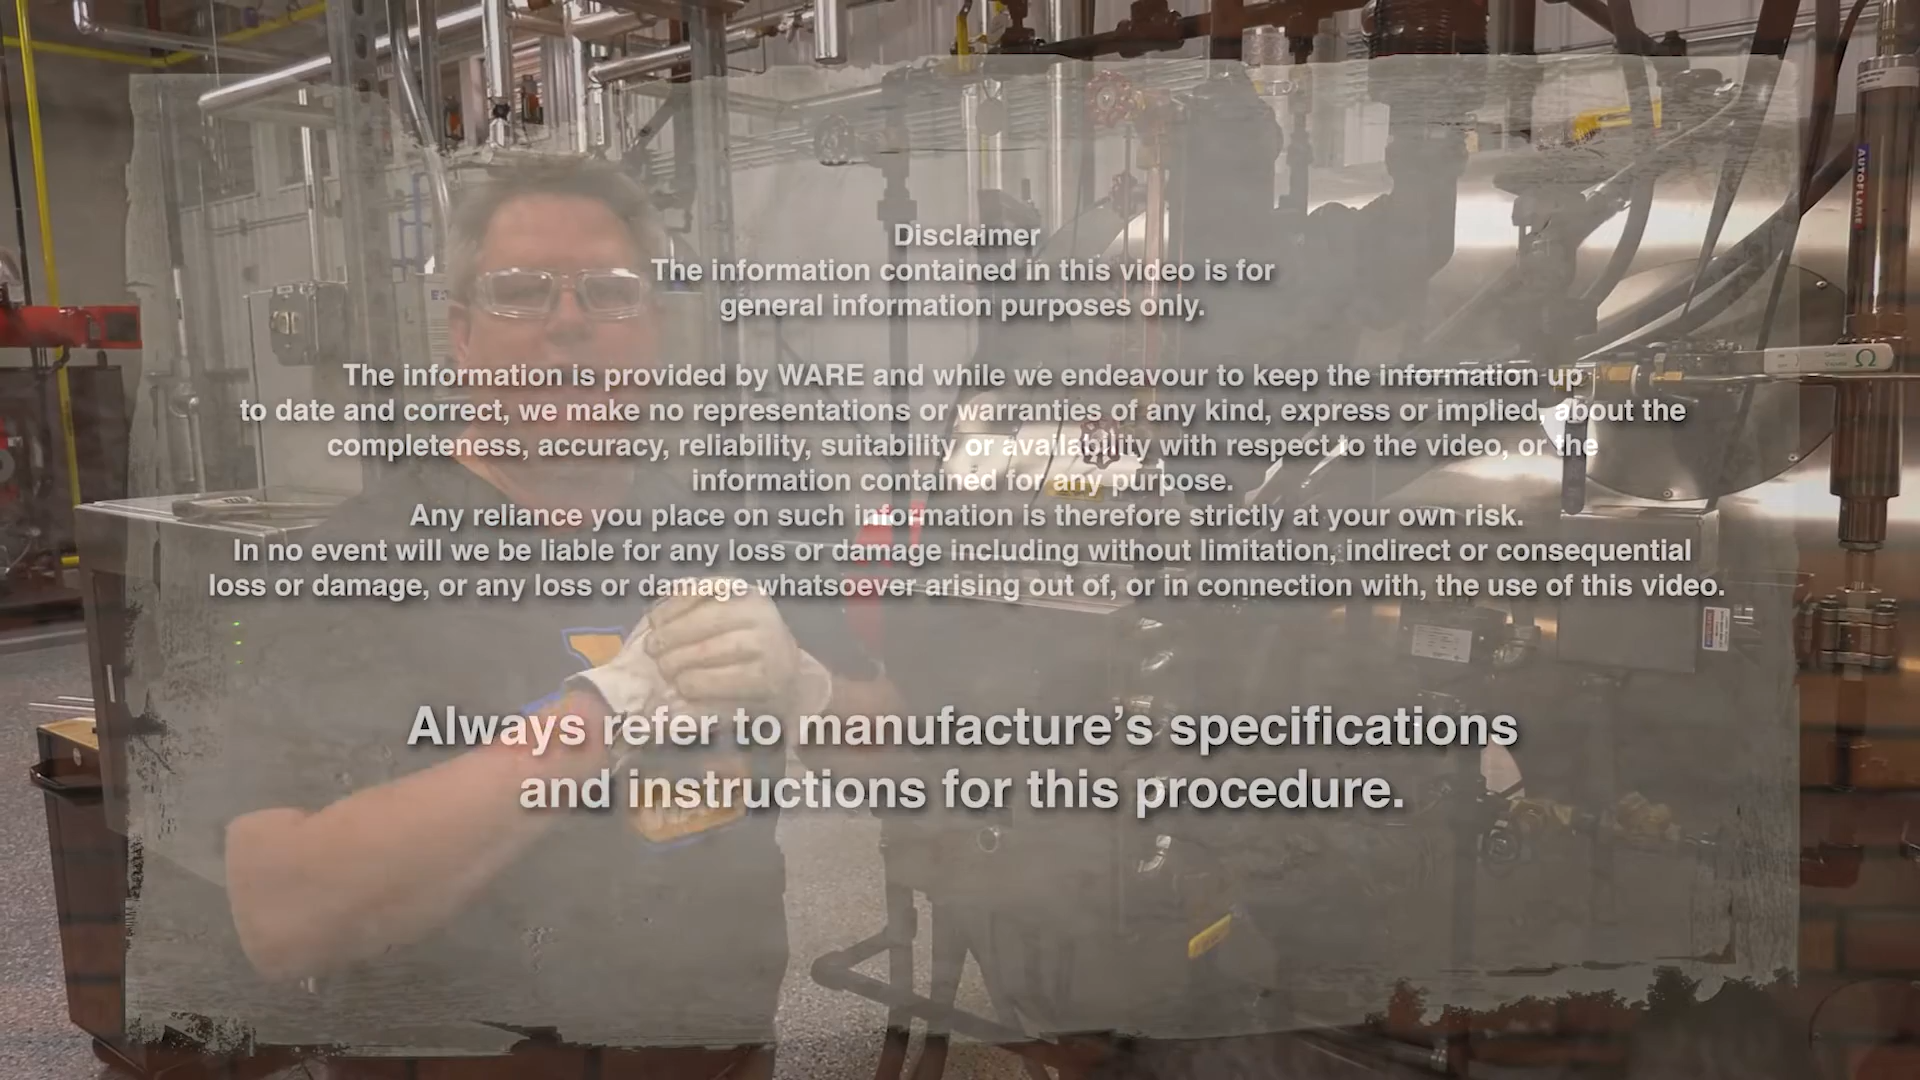 Disclaimer
The information contained in this video is for
general information purposes only.
The information is provided by WARE and while we endeavour to keep the information up
to date and correct, we make no representations or warranties of any kind, express or implied, about the
completeness, accuracy, reliability, suitability or availability with respect to the video, or the
information contained for any purpose.
Any reliance you place on such information is therefore strictly at your own risk.
In no event will we be liable for any loss or damage including without limitation, indirect or consequential
loss or damage, or any loss or damage whatsoever arising out of, or in connection with, the use of this video.
Always refer to manufacture’s specifications
and instructions for this procedure.
AUTOFLAME